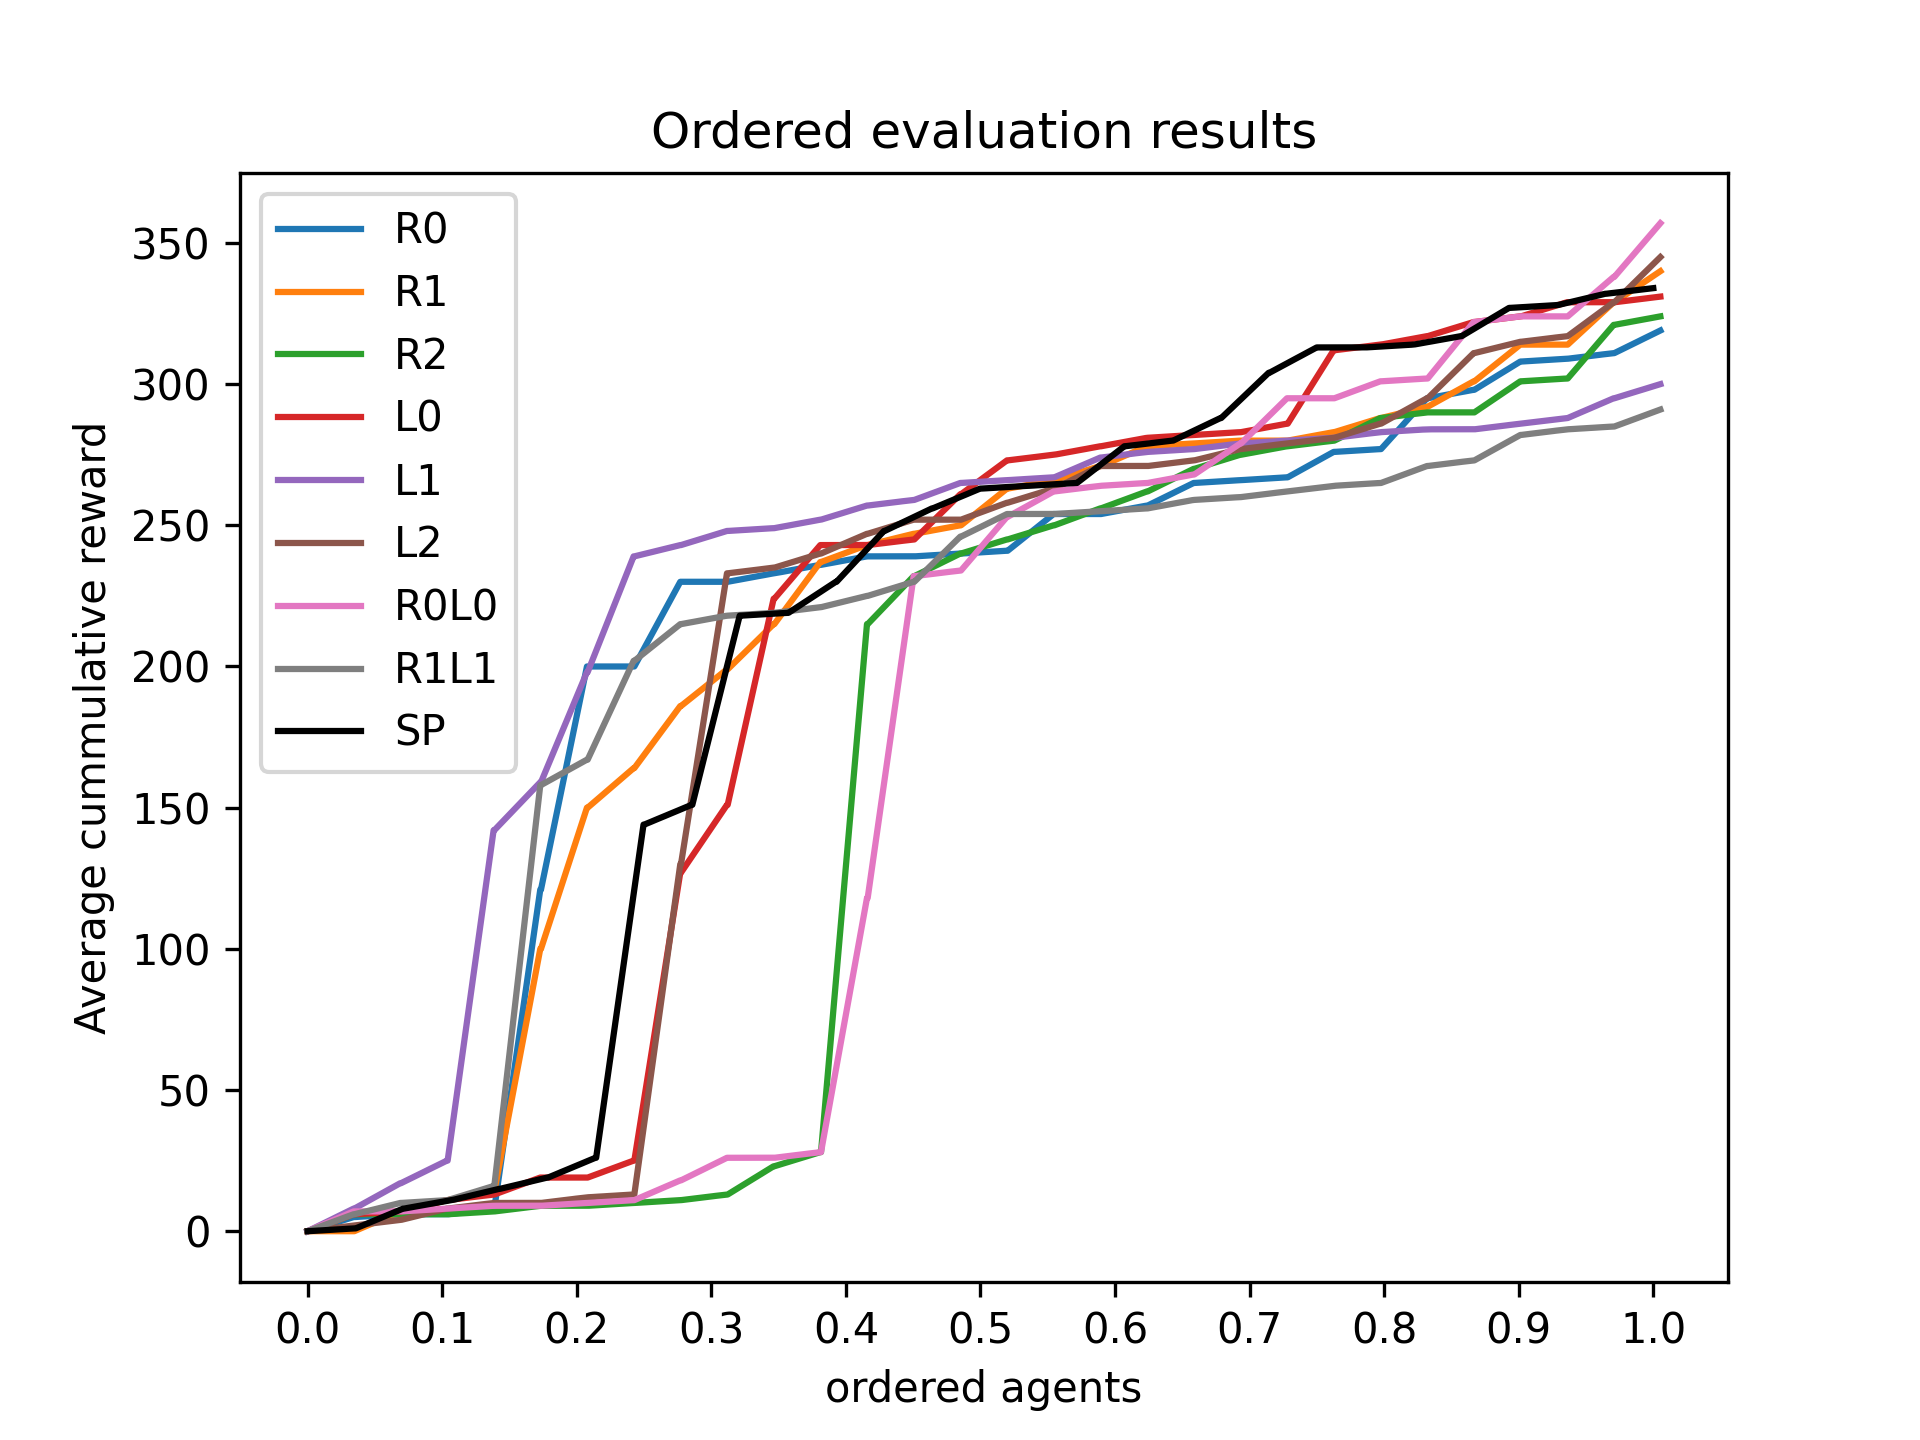 Ordered evaluation results
350
300
250
200
150
100
50
0
Average cummulative reward
R0
R1
R2
L0
L1
L2
R0L0
R1L1
SP
0.0 0.1 0.2 0.3 0.4 0.5 0.6 0.7 0.8 0.9 1.0
ordered agents